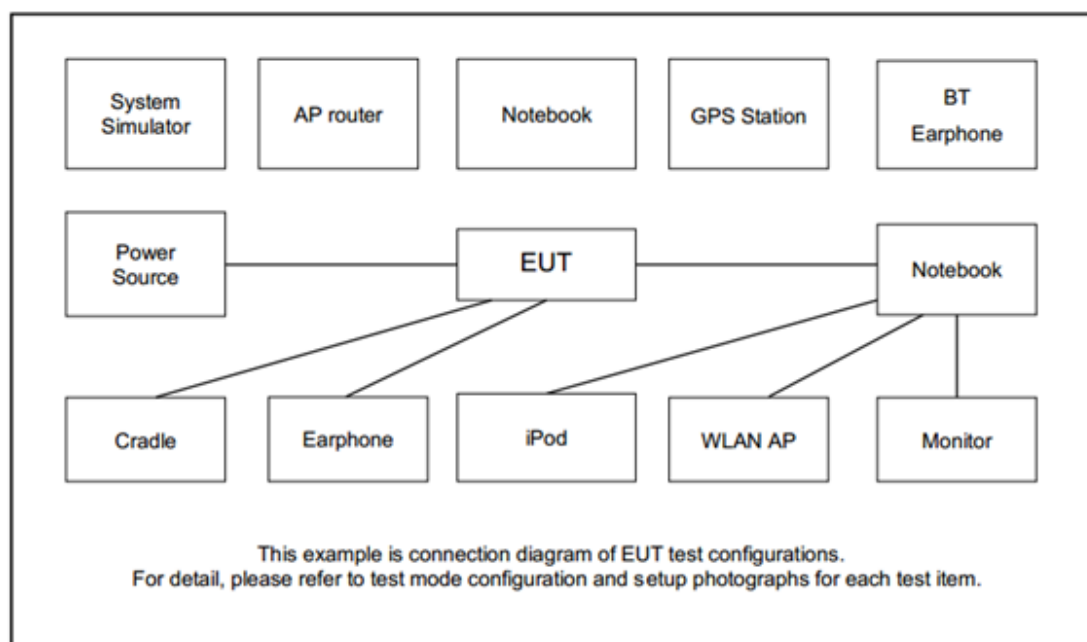 System
Simulator
AP router
Notebook
GPS Station
BT
Earphone
Power
Source
EUT
Notebook
Cradle
Earphone
iPod
WLAN AP
Monitor
This example is connection diagram of EUT test configurations.
For detail, please refer to test mode configuration and setup photographs for each test item.